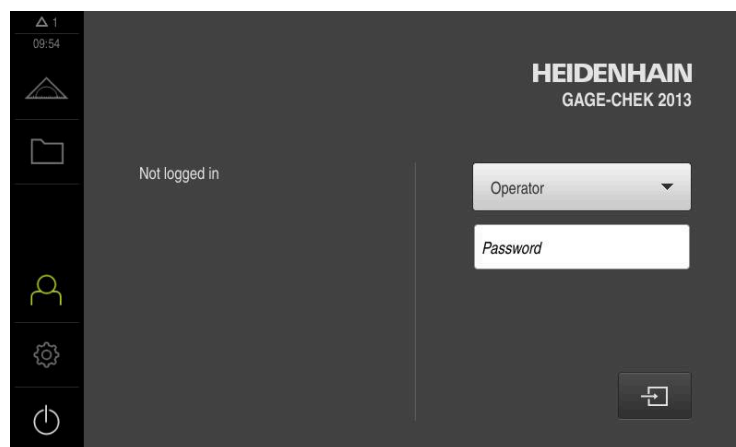 △ 1
09:54
HEIDENHAIN
GAGE-CHEK 2013
Not logged in
Operator
Password